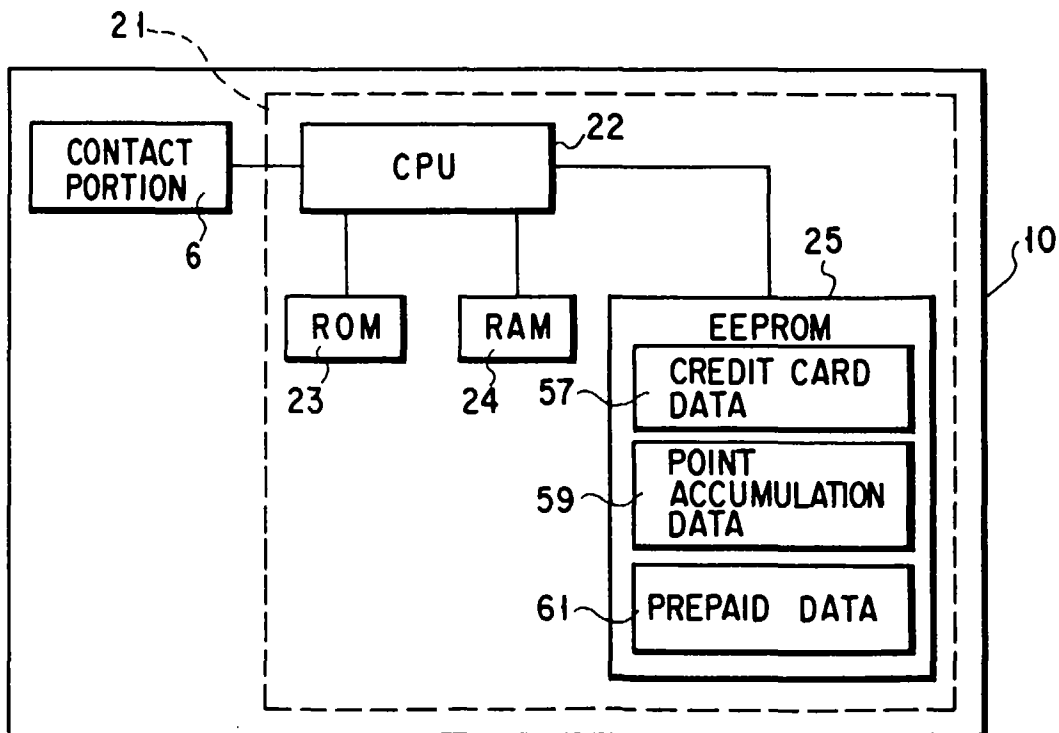 21
CONTACT
PORTION
6
CPU
22
10
ROM
23
RAM
24
25
EEPROM
57
CREDIT CARD
DATA
59
POINT
ACCUMULATION
DATA
61
PREPAID DATA